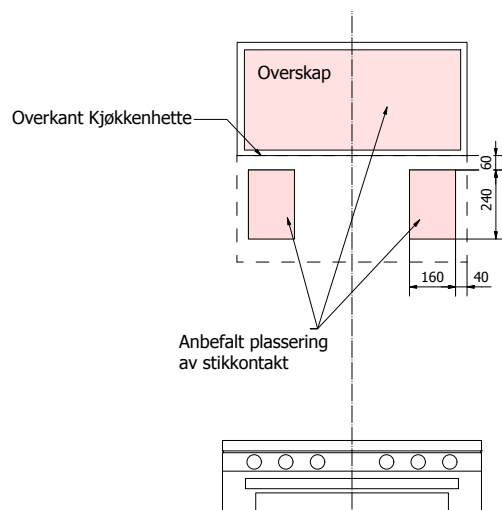 Overskap
Overkant Kjøkkenhette
60
240
160
40
Anbefalt plassering
av stikkontakt